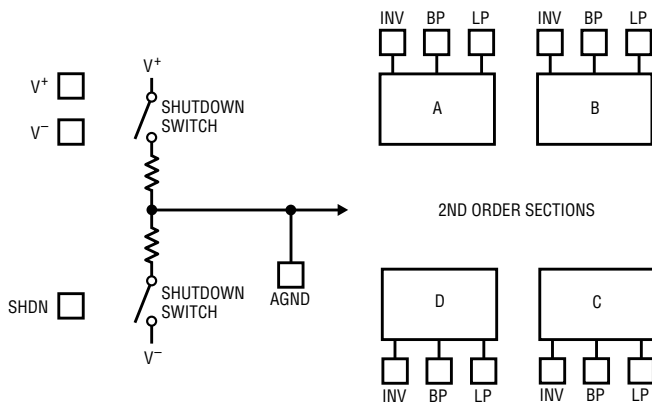 INV BP LP INV BP LP
V⁺
V⁺
SHUTDOWN
SWITCH
V⁻
A B
2ND ORDER SECTIONS
AGND
SHDN
SHUTDOWN
SWITCH
V⁻
D C
INV BP LP INV BP LP